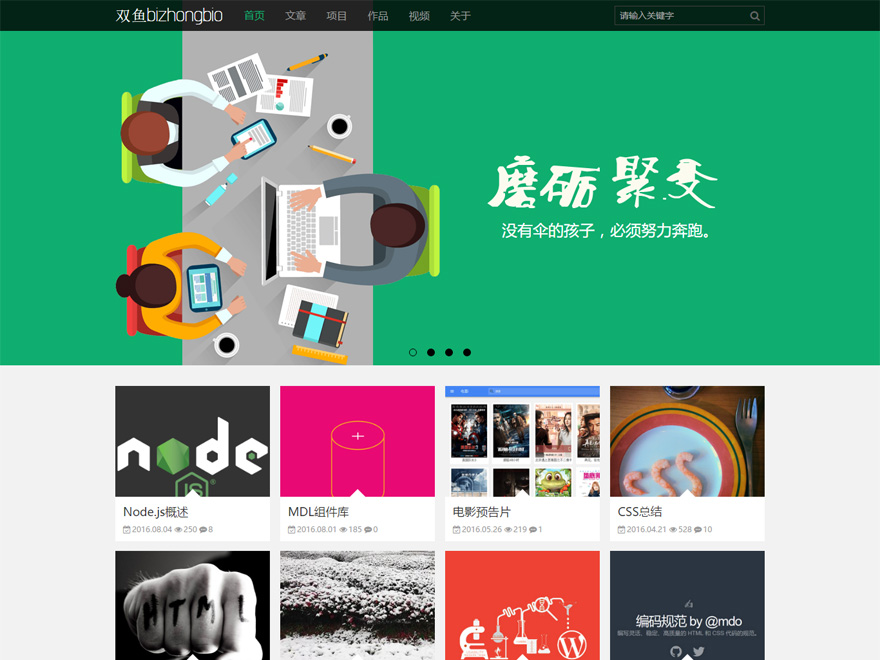 双鱼bizhongbio 首页 文章 项目 作品 视频 关于 请输入关键字
磨砺 聚变
没有伞的孩子，必须努力奔跑。
node
JS
CSS
Node.js概述 MDL组件库 电影预告片 CSS总结
2016.08.04 250 8 2016.08.01 185 0 2016.05.26 219 1 2016.04.21 528 10
HTML
编码规范 by @mdo
编写灵活、稳定、高质量的 HTML 和 CSS 代码的规范。